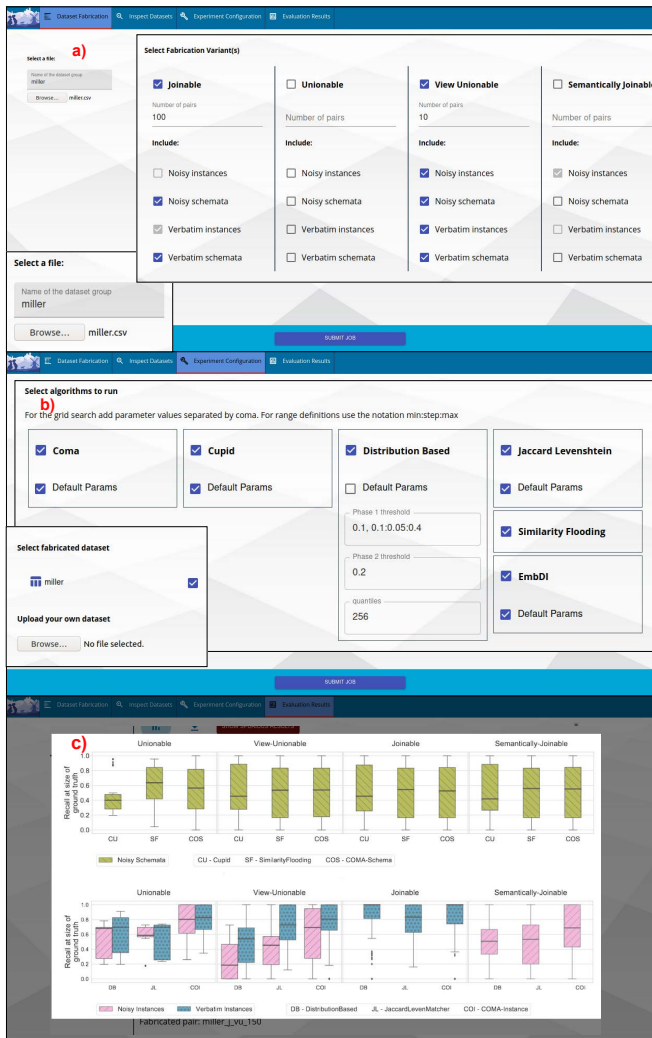 Dataset Fabrication Inspect Datasets Experiment Configuration Evaluation Results
a)
Select a file:
Name of the dataset group
miller
Browse... miller.csv
Select Fabrication Variant(s)
Joinable Unionable View Unionable Semantically Joinabl
Number of pairs Number of pairs
100 Number of pairs 10 Number of pairs
Include: Include: Include: Include:
Noisy instances Noisy instances Noisy instances Noisy instances
Noisy schemata Noisy schemata Noisy schemata Noisy schemata
Verbatim instances Verbatim instances Verbatim instances Verbatim instances
Verbatim schemata Verbatim schemata Verbatim schemata Verbatim schemata
Select a file:
Name of the dataset group
miller
Browse... miller.csv
SUBMIT JOB
Dataset Fabrication Inspect Datasets Experiment Configuration Evaluation Results
Select algorithms to run
b)
For the grid search add parameter values separated by coma. For range definitions use the notation min:step:max
Coma Cupid Distribution Based Jaccard Levenshtein
Default Params Default Params Default Params Default Params
Phase 1 threshold
0.1, 0.1:0.05:0.4
Similarity Flooding
Phase 2 threshold
0.2
EmbDI
quantiles
256
Default Params
Select fabricated dataset
miller
Upload your own dataset
Browse... No file selected.
SUBMIT JOB
Dataset Fabrication Inspect Datasets Experiment Configuration Evaluation Results
c)
Unionable View-Unionable Joinable Semantically-Joinable
Recall at size of
ground truth
1.0
0.8
0.6
0.4
0.2
0.0
CU SF COS CU SF COS CU SF COS CU SF COS
Noisy Schemata CU - Cupid SF - SimilarityFlooding COS - COMA-Schema
Unionable View-Unionable Joinable Semantically-Joinable
Recall at size of
ground truth
1.0
0.8
0.6
0.4
0.2
0.0
DB JL COI DB JL COI DB JL COI DB JL COI
Noisy Instances Verbatim Instances DB - DistributionBased JL - JaccardLevenMatcher COI - COMA-Instance
Fabricated pair: miller_j_vu_150